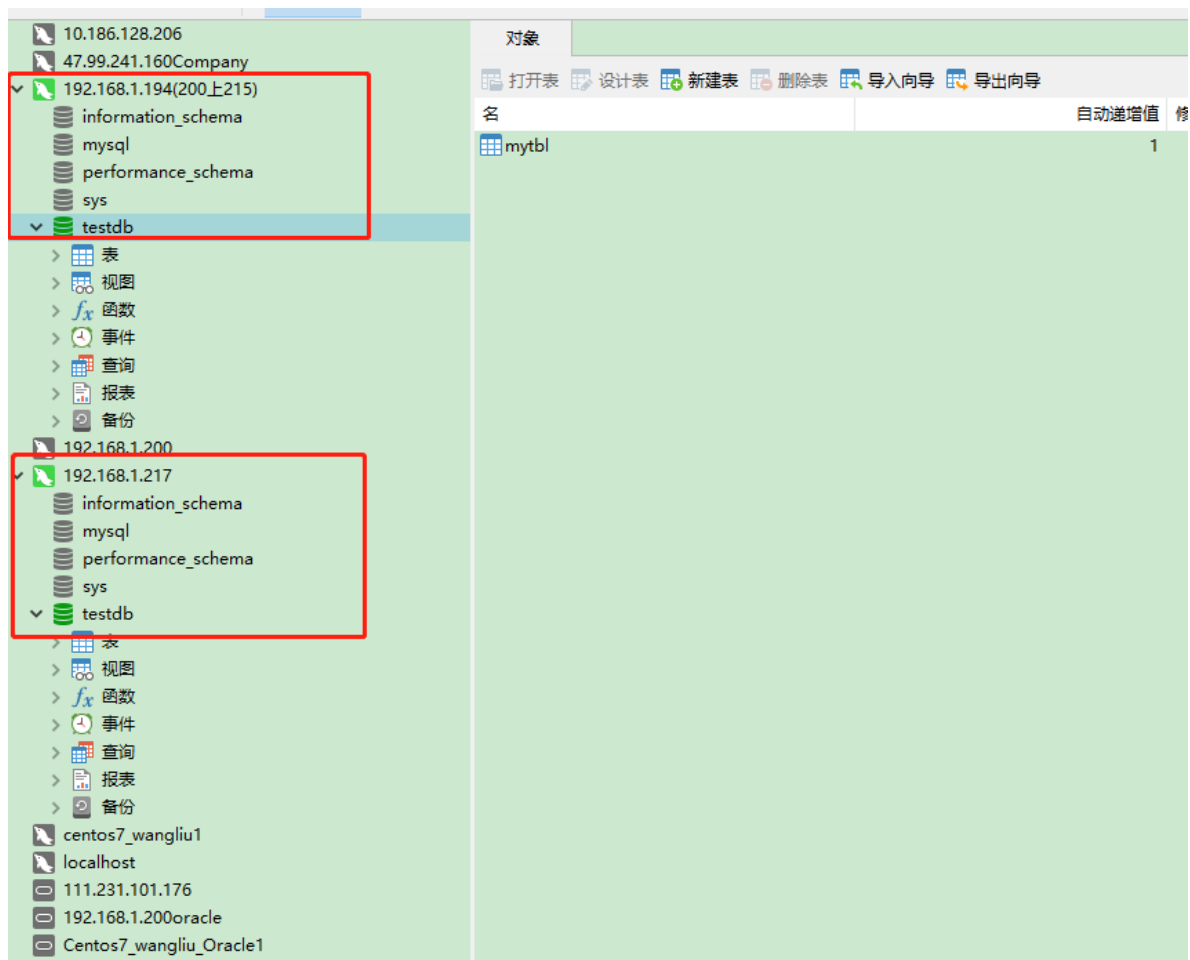 10.186.128.206
47.99.241.160Company
192.168.1.194(200上215)
information_schema
mysql
performance_schema
sys
testdb
表
视图
fx 函数
事件
查询
报表
备份
192.168.1.200
192.168.1.217
information_schema
mysql
performance_schema
sys
testdb
表
视图
fx 函数
事件
查询
报表
备份
centos7_wangliu1
localhost
111.231.101.176
192.168.1.200oracle
Centos7_wangliu_Oracle1
对象
打开表 设计表 新建表 删除表 导入向导 导出向导
名 自动递增值 修
mytbl 1